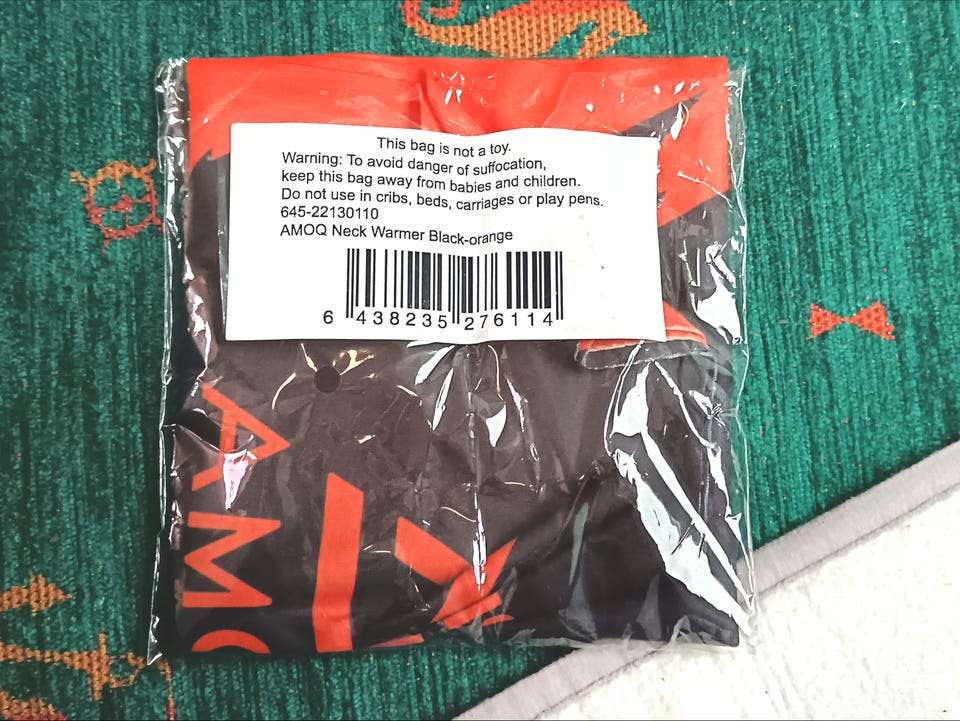 This bag is not a toy.
Warning: To avoid danger of suffocation,
keep this bag away from babies and children.
Do not use in cribs, beds, carriages or play pens.
645-22130110
AMOQ Neck Warmer Black-orange
6 438235 276114
AMO